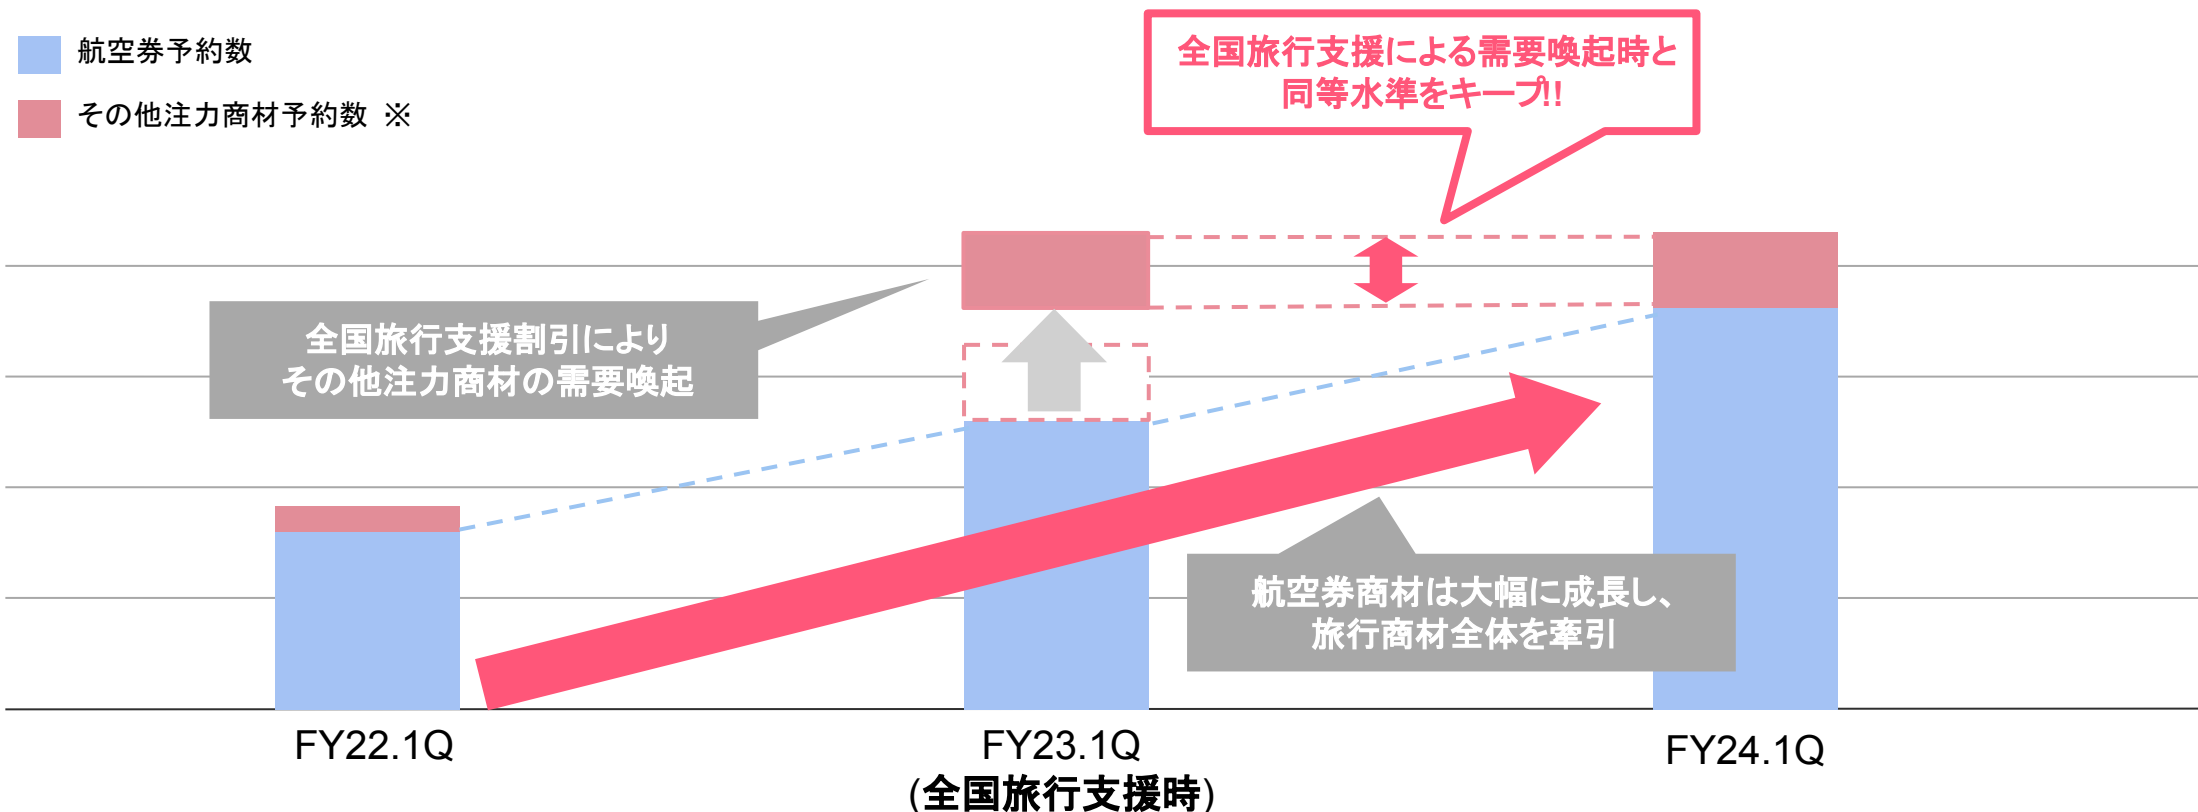 航空券予約数
その他注力商材予約数 ※
全国旅行支援による需要喚起時と
同等水準をキープ!!
全国旅行支援割引により
その他注力商材の需要喚起
航空券商材は大幅に成長し、
旅行商材全体を牽引
FY22.1Q
FY23.1Q
(全国旅行支援時)
FY24.1Q